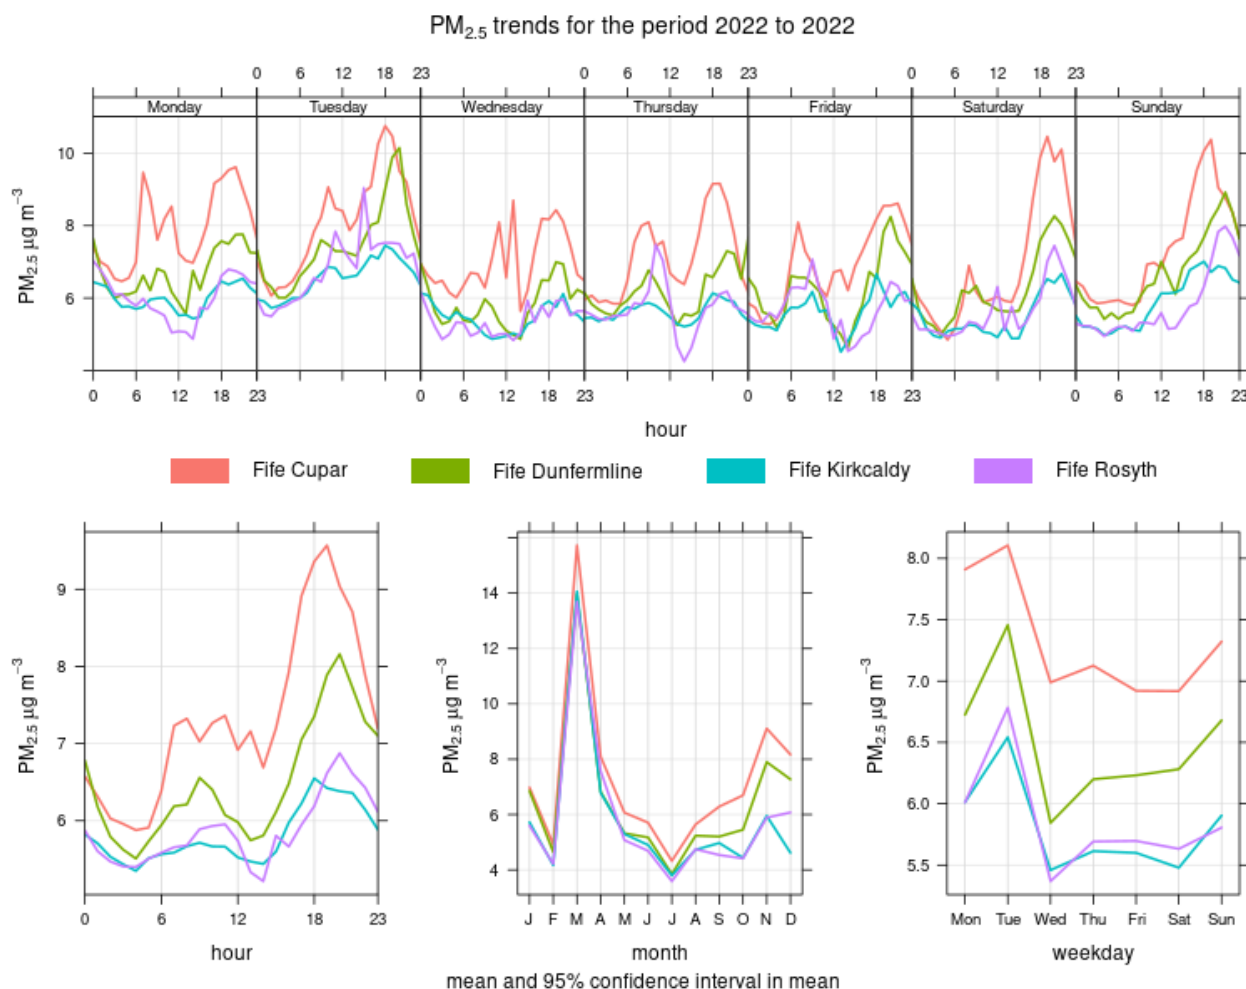 PM2.5 trends for the period 2022 to 2022
0 6 12 18 23 0 6 12 18 23 0 6 12 18 23
Monday Tuesday Wednesday Thursday Friday Saturday Sunday
10
8
6
PM2.5 μg m−3
0 6 12 18 23 0 6 12 18 23 0 6 12 18 23 0 6 12 18 23
hour
Fife Cupar Fife Dunfermline Fife Kirkcaldy Fife Rosyth
9
8
7
6
PM2.5 μg m−3
0 6 12 18 23
hour
14
12
10
8
6
4
PM2.5 μg m−3
J F M A M J J A S O N D
month
8.0
7.5
7.0
6.5
6.0
5.5
PM2.5 μg m−3
Mon Tue Wed Thu Fri Sat Sun
weekday
mean and 95% confidence interval in mean